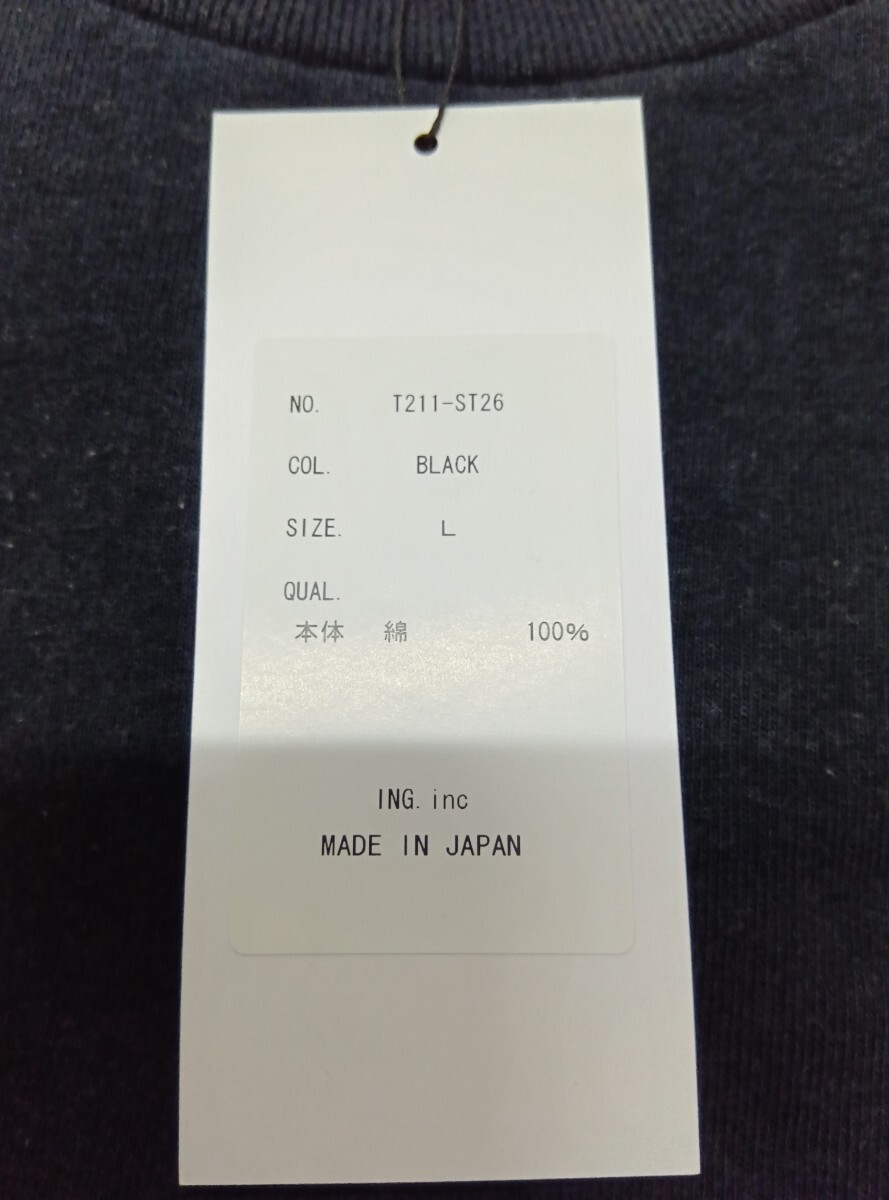 NO. T211-ST26
COL. BLACK
SIZE. L
QUAL.
本体 綿 100%
ING. inc
MADE IN JAPAN